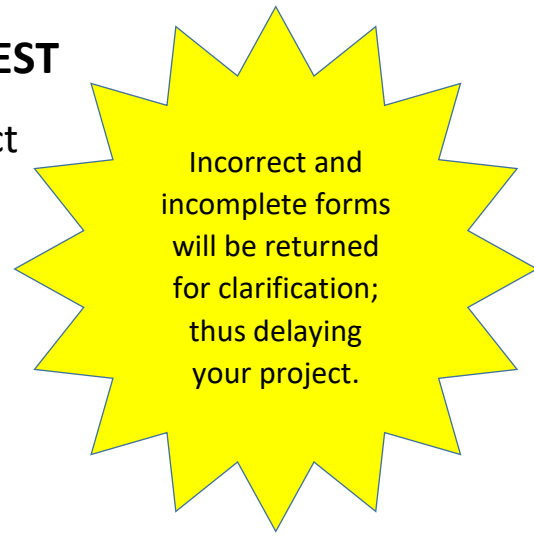 EST
ct
Incorrect and
incomplete forms
will be returned
for clarification;
thus delaying
your project.